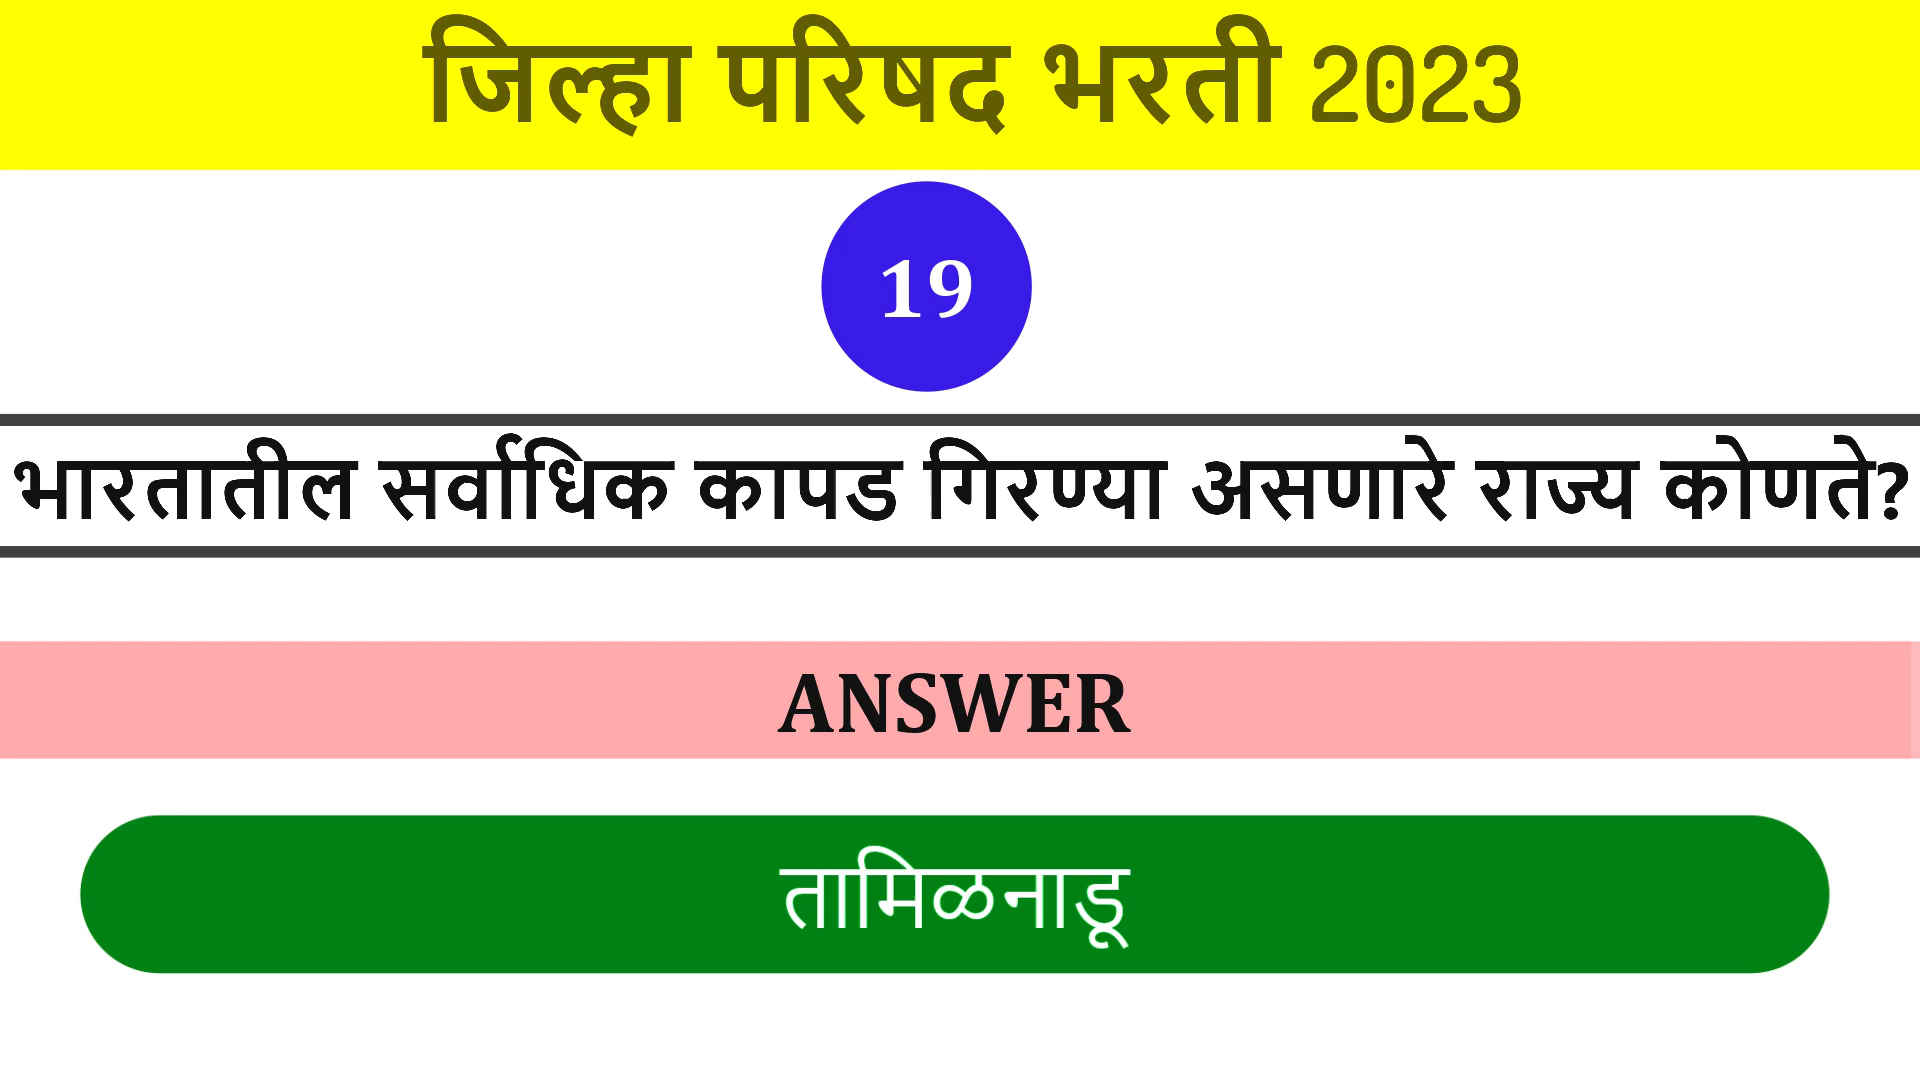 जिल्हा परिषद भरती 2023
19
भारतातील सर्वाधिक कापड गिरण्या असणारे राज्य कोणते?
ANSWER
तामिळनाडू